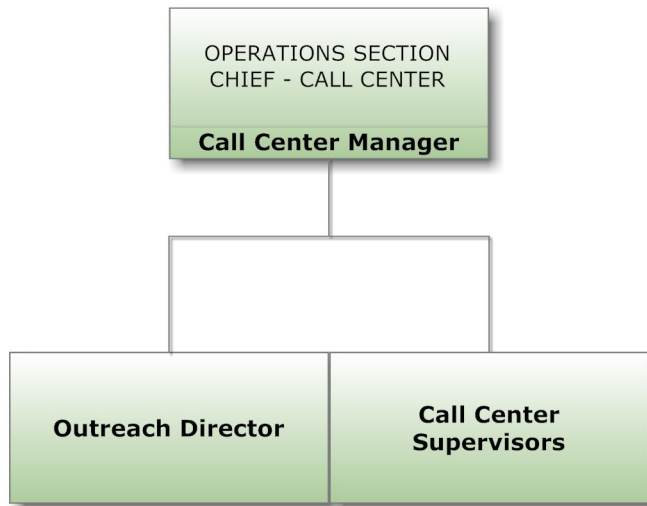 OPERATIONS SECTION
CHIEF - CALL CENTER
Call Center Manager
Outreach Director
Call Center
Supervisors